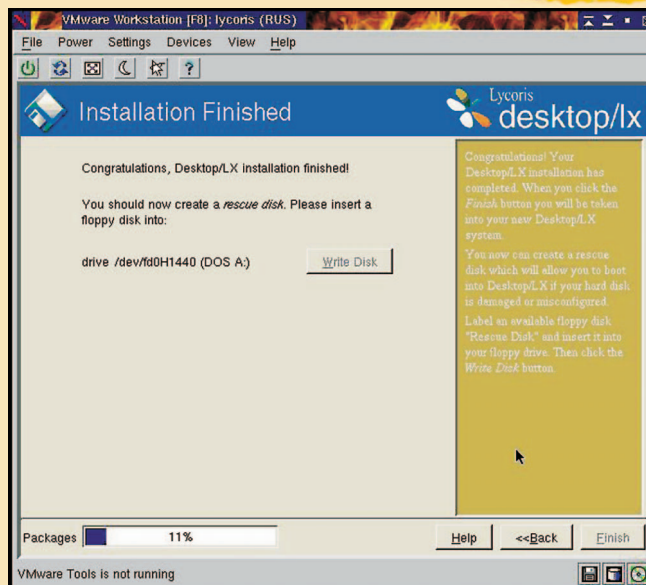 VMware Workstation [F8]: lycoris (RUS)
File Power Settings Devices View Help
?
Installation Finished
Lycoris
desktop/lx
Congratulations, Desktop/LX installation finished!
You should now create a rescue disk. Please insert a
floppy disk into:
drive /dev/fd0H1440 (DOS A:)
Write Disk
Congratulations! Your
Desktop/LX installation has
completed. When you click the
Finish button you will be taken
into your new Desktop/LX
system.
You now can create a rescue
disk which will allow you to boot
into Desktop/LX if your hard disk
is damaged or misconfigured.
Label an available floppy disk
"Rescue Disk" and insert it into
your floppy drive. Then click the
Write Disk button.
Packages 11%
Help <<Back Finish
VMware Tools is not running